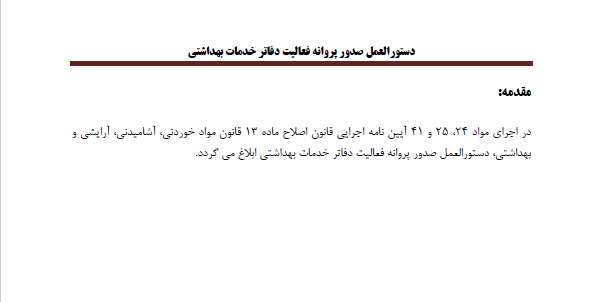 دستورالعمل صدور پروانه فعالیت دفاتر خدمات بهداشتی
مقدمه:
در اجرای مواد ۲۴، ۲۵ و ۴۱ آیین نامه اجرایی قانون اصلاح ماده ۱۳ قانون مواد خوردنی، آشامیدنی، آرایشی و
بهداشتی، دستورالعمل صدور پروانه فعالیت دفاتر خدمات بهداشتی ابلاغ می گردد.